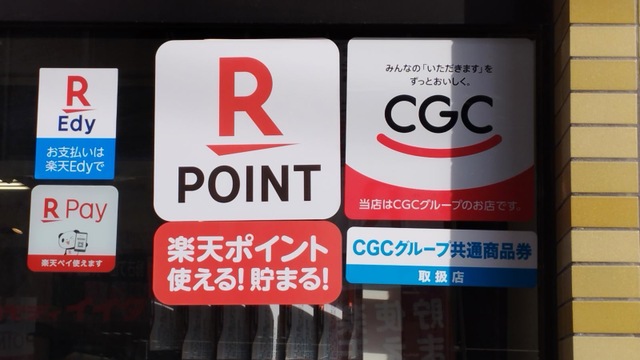 R
Edy
お支払いは
楽天Edyで
R Pay
楽天ペイ使えます
R
POINT
楽天ポイント
使える!貯まる!
みんなの「いただきます」を
ずっとおいしく。
CGC
当店はCGCグループのお店です。
CGCグループ共通商品券
取扱店